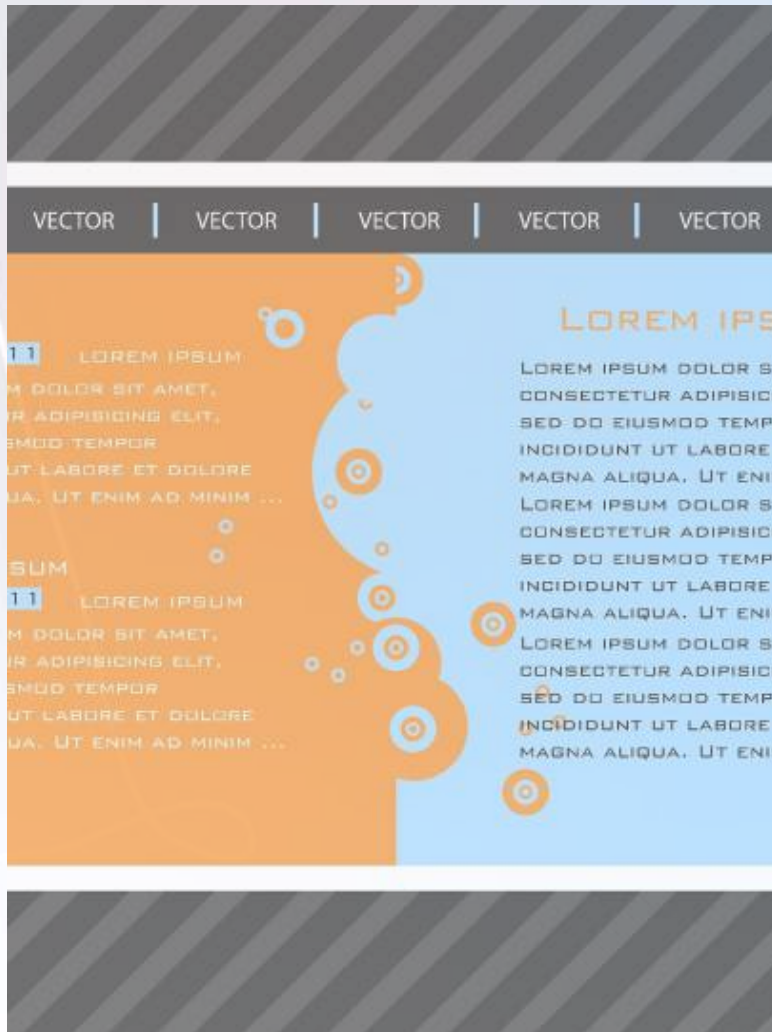 VECTOR VECTOR VECTOR VECTOR VECTOR
11 LOREM IPSUM
M DOLOR SIT AMET,
UR ADIPISICING ELIT,
SMOD TEMPOR
UT LABORE ET DOLORE
UA. UT ENIM AD MINIM ...
SUM
11 LOREM IPSUM
M DOLOR SIT AMET,
UR ADIPISICING ELIT,
SMOD TEMPOR
UT LABORE ET DOLORE
UA. UT ENIM AD MINIM ...
LOREM IPS
LOREM IPSUM DOLOR S
CONSECTETUR ADIPISIC
SED DO EIUSMOD TEMP
INCIDIDUNT UT LABORE
MAGNA ALIQUA. UT ENI
LOREM IPSUM DOLOR S
CONSECTETUR ADIPISIC
SED DO EIUSMOD TEMP
INCIDIDUNT UT LABORE
MAGNA ALIQUA. UT ENI
LOREM IPSUM DOLOR S
CONSECTETUR ADIPISIC
SED DO EIUSMOD TEMP
INCIDIDUNT UT LABORE
MAGNA ALIQUA. UT ENI